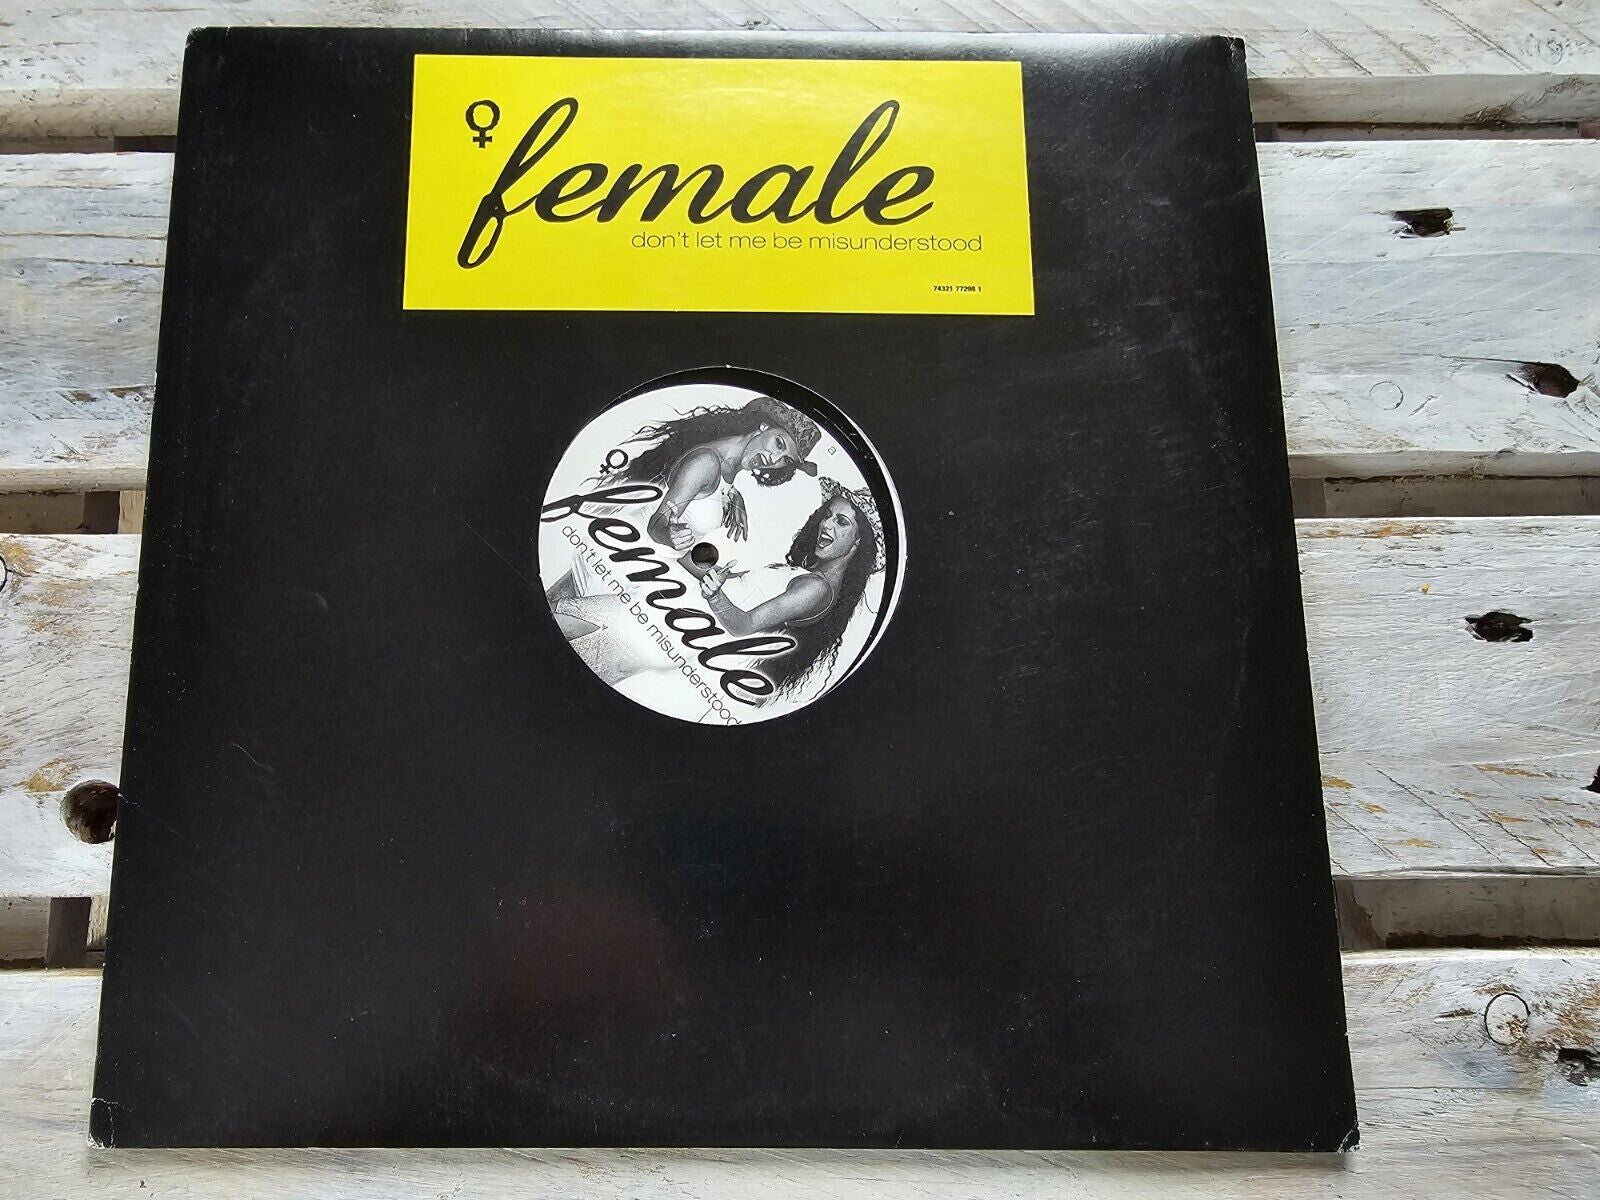 ♀ female
don't let me be misunderstood
74321 77298 1
a
♀ female
don't let me be misunderstood